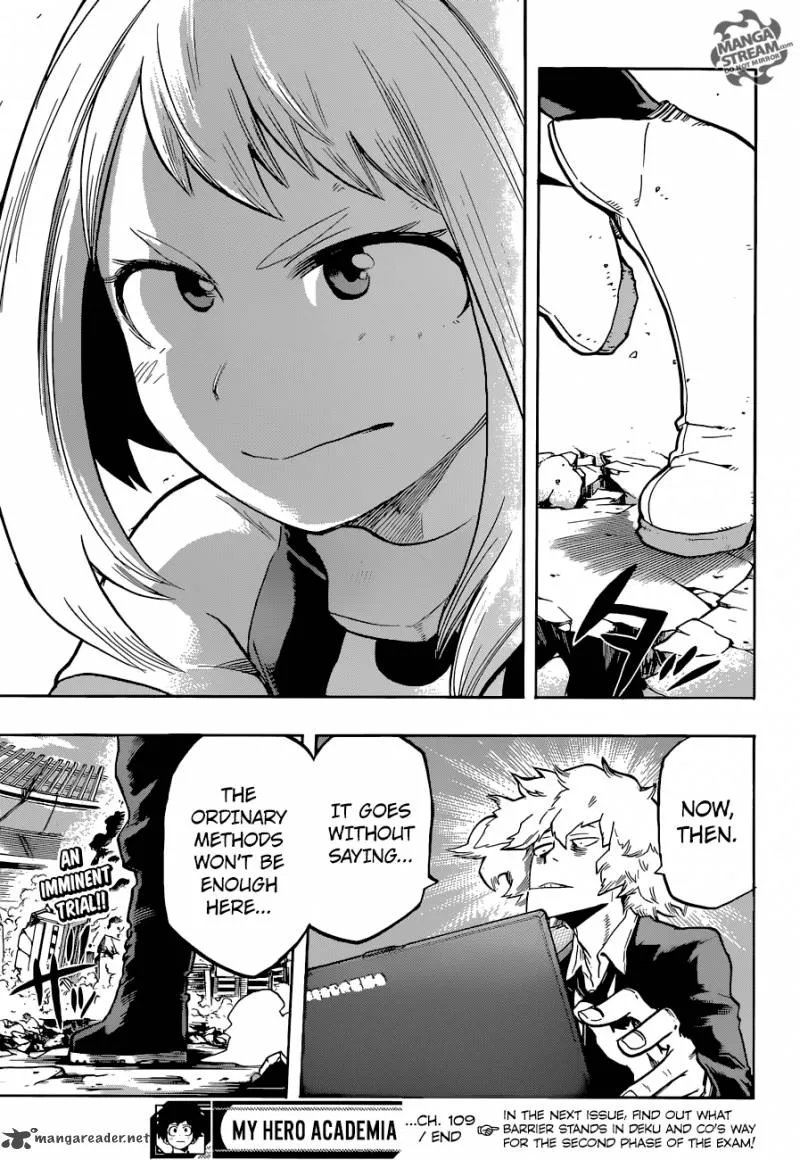 MANGA
STREAM.com
DO NOT MIRROR!
タ
NOW,
THEN.
IT GOES
WITHOUT
SAYING...
THE
ORDINARY
METHODS
WON'T BE
ENOUGH
HERE...
AN
IMMINENT
TRIAL!!
MY HERO ACADEMIA
...CH. 109
/ END
IN THE NEXT ISSUE, FIND OUT WHAT
BARRIER STANDS IN DEKU AND CO'S WAY
FOR THE SECOND PHASE OF THE EXAM!
mangareader.net